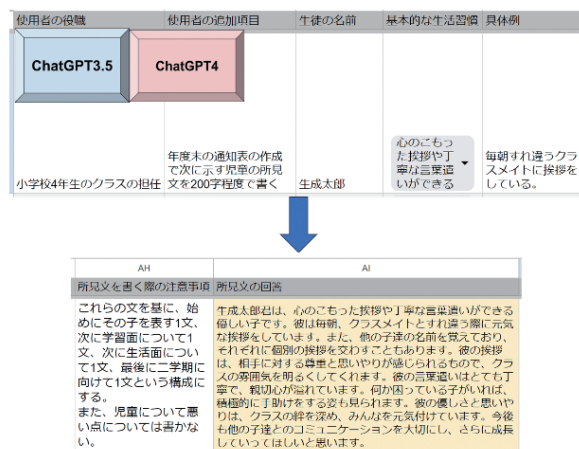 使用者の役職 使用者の追加項目 生徒の名前 基本的な生活習慣 具体例
ChatGPT3.5 ChatGPT4
小学校4年生のクラスの担任
年度末の通知表の作成
で次に示す児童の所見
文を200字程度で書く
生成太郎
心のこもっ
た挨拶や丁
寧な言葉遣
いができる
毎朝すれ違うクラ
スメイトに挨拶を
している。
AH AI
所見文を書く際の注意事項 所見文の回答
これらの文を基に、始
めにその子を表す1文、
次に学習面について1
文、次に生活面につい
て1文、最後に二学期に
向けて1文という構成に
する。
また、児童について悪
い点については書かな
い。
生成太郎君は、心のこもった挨拶や丁寧な言葉遣いができる
優しい子です。彼は毎朝、クラスメイトとすれ違う際に元気
な挨拶をしています。また、他の子達の名前を覚えており、
それぞれに個別の挨拶を交わすこともあります。彼の挨拶
は、相手に対する尊重と思いやりが感じられるもので、クラ
スの雰囲気を明るくしてくれます。彼の言葉遣いはとても丁
寧で、親切心が溢れています。何か困っている子がいれば、
積極的に手助けをする姿も見られます。彼の優しさと思いや
りは、クラスの絆を深め、みんなを元気付けています。今後
も他の子達とのコミュニケーションを大切にし、さらに成長
していってほしいと思います。